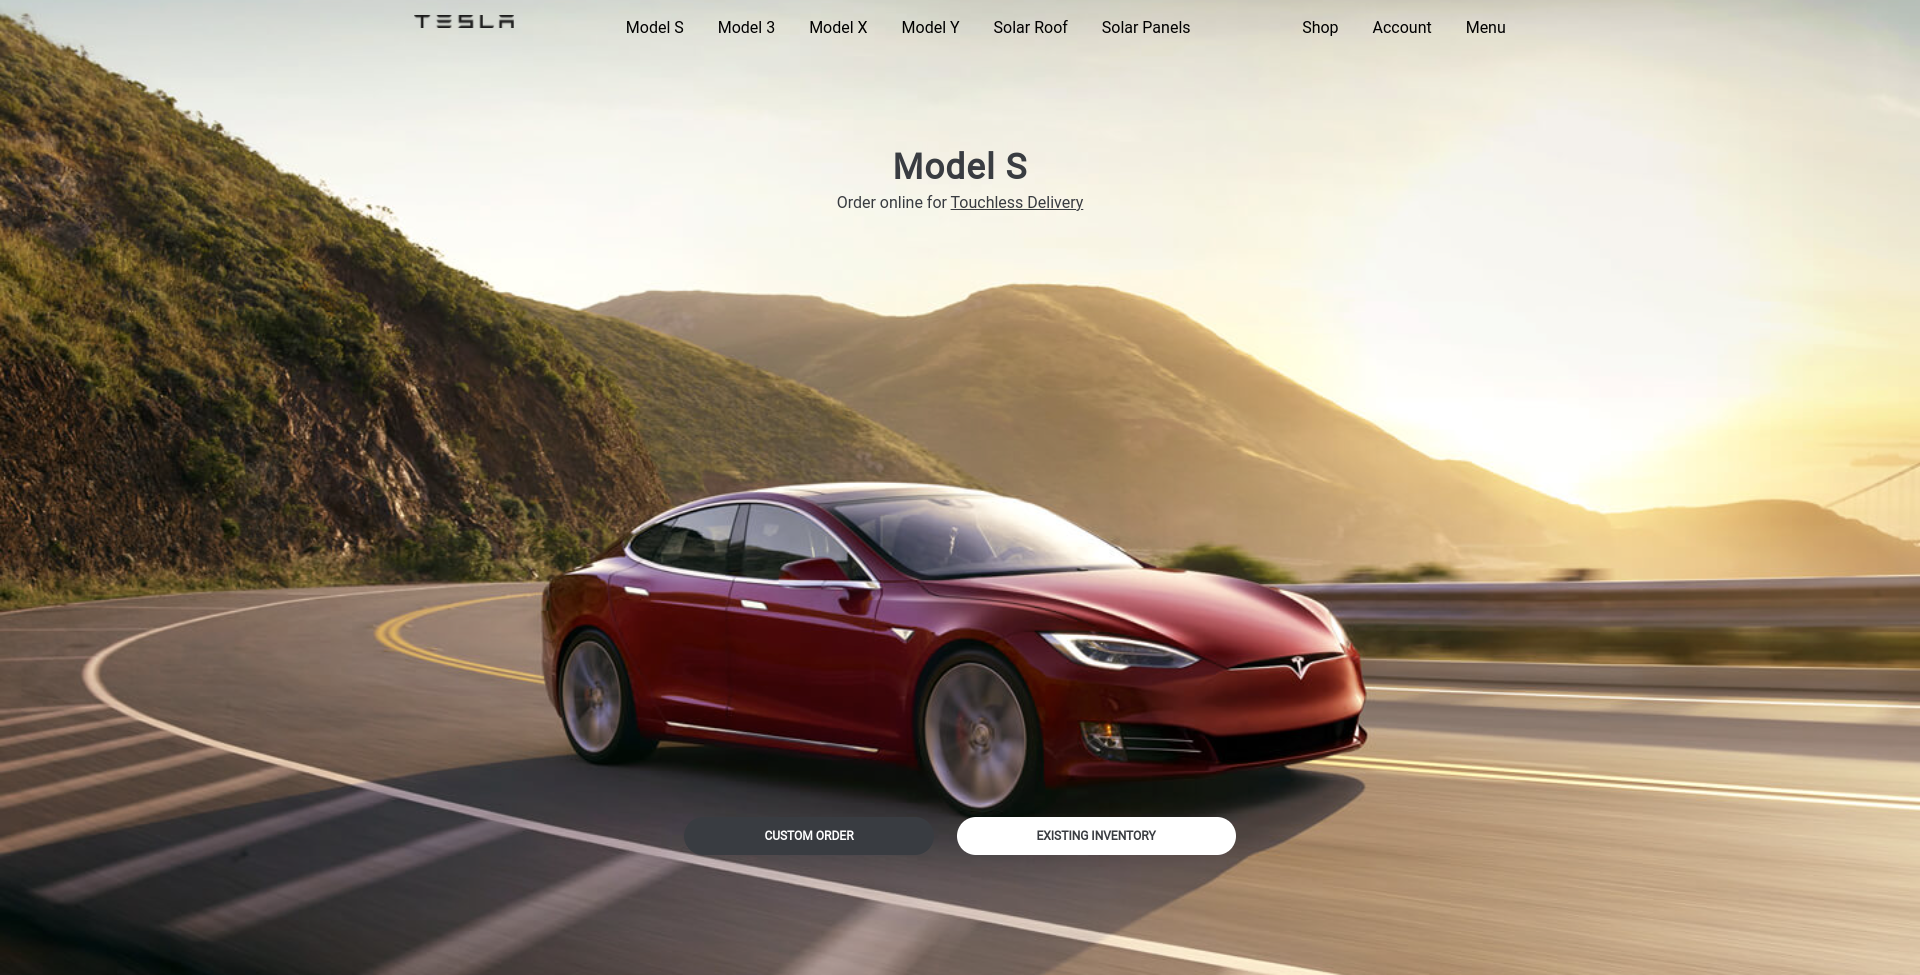 TESLA
Model S Model 3 Model X Model Y Solar Roof Solar Panels Shop Account Menu
Model S
Order online for Touchless Delivery
CUSTOM ORDER
EXISTING INVENTORY